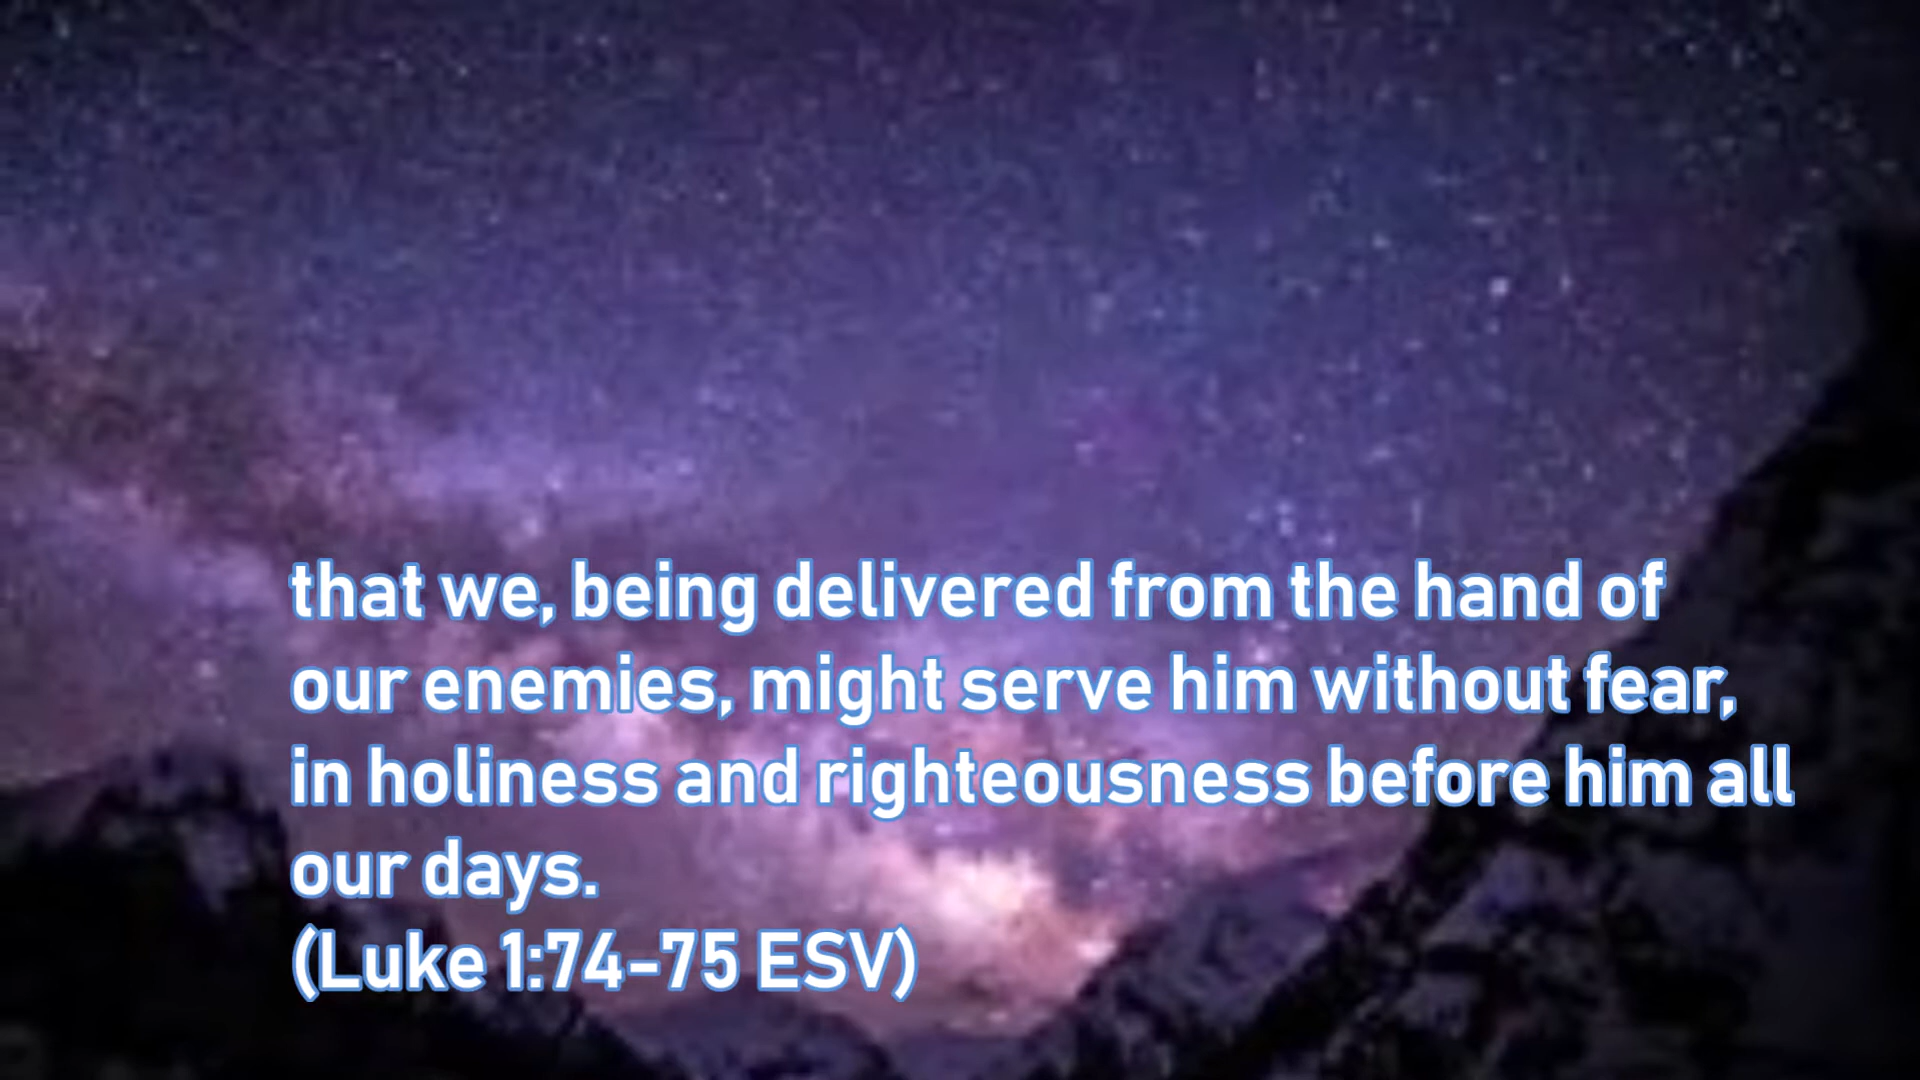 that we, being delivered from the hand of
our enemies, might serve him without fear,
in holiness and righteousness before him all
our days.
(Luke 1:74-75 ESV)